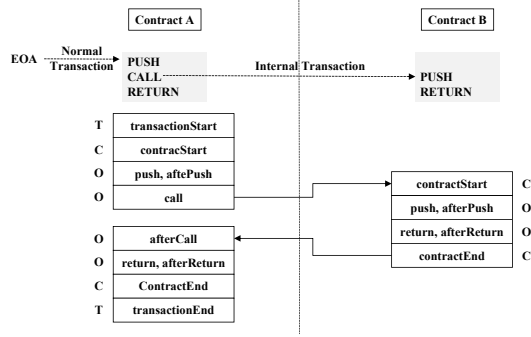 Contract A
Contract B
EOA
Normal
Transaction
PUSH
CALL
RETURN
Internal Transaction
PUSH
RETURN
T transactionStart
C contracStart
O push, aftePush
O call
contractStart C
push, afterPush O
return, afterReturn O
contractEnd C
O afterCall
O return, afterReturn
C ContractEnd
T transactionEnd